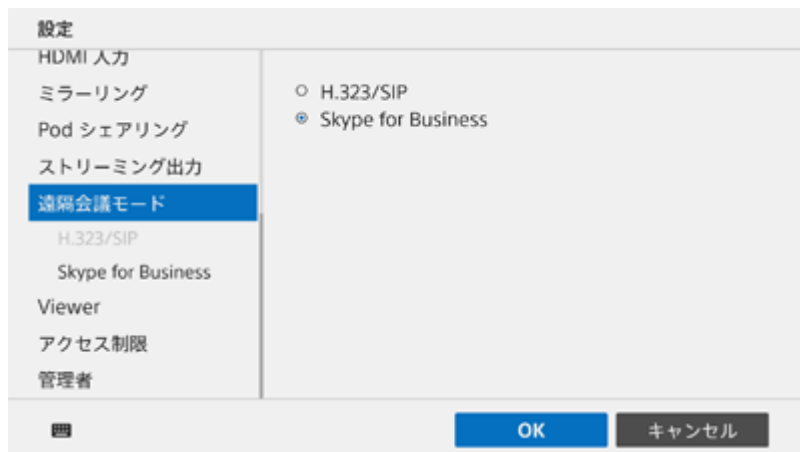 設定
HDMI 入力
ミラーリング
Pod シェアリング
ストリーミング出力
遠隔会議モード
H.323/SIP
Skype for Business
Viewer
アクセス制限
管理者
H.323/SIP
Skype for Business
OK
キャンセル